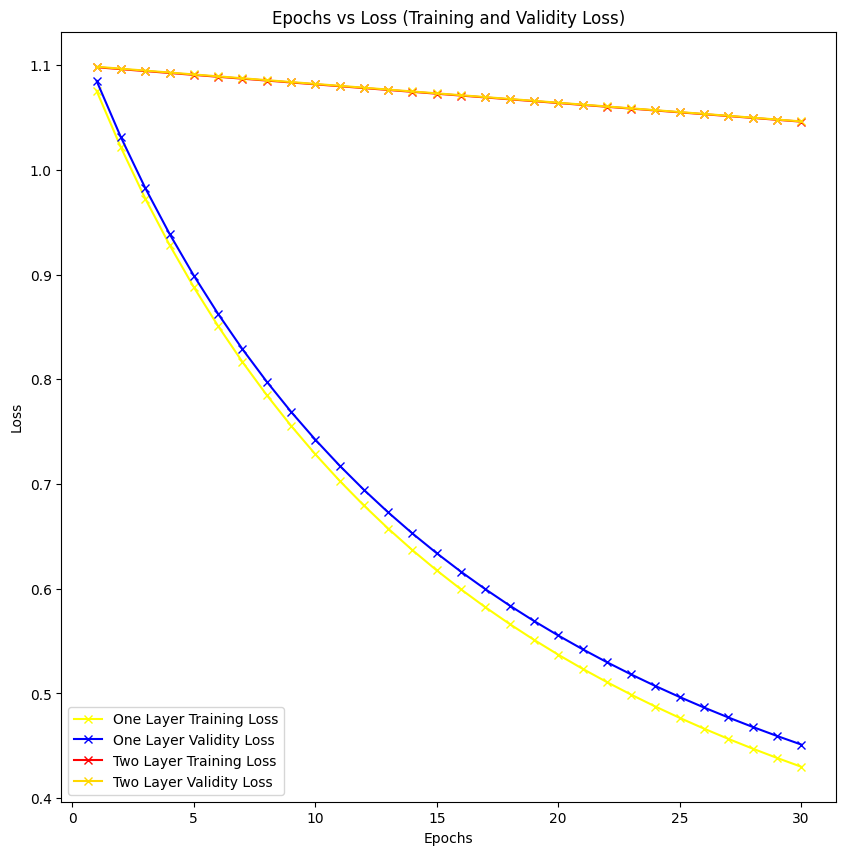 Epochs vs Loss (Training and Validity Loss)
1.1
1.0
0.9
0.8
0.7
0.6
0.5
0.4
Loss
One Layer Training Loss
One Layer Validity Loss
Two Layer Training Loss
Two Layer Validity Loss
0 5 10 15 20 25 30
Epochs